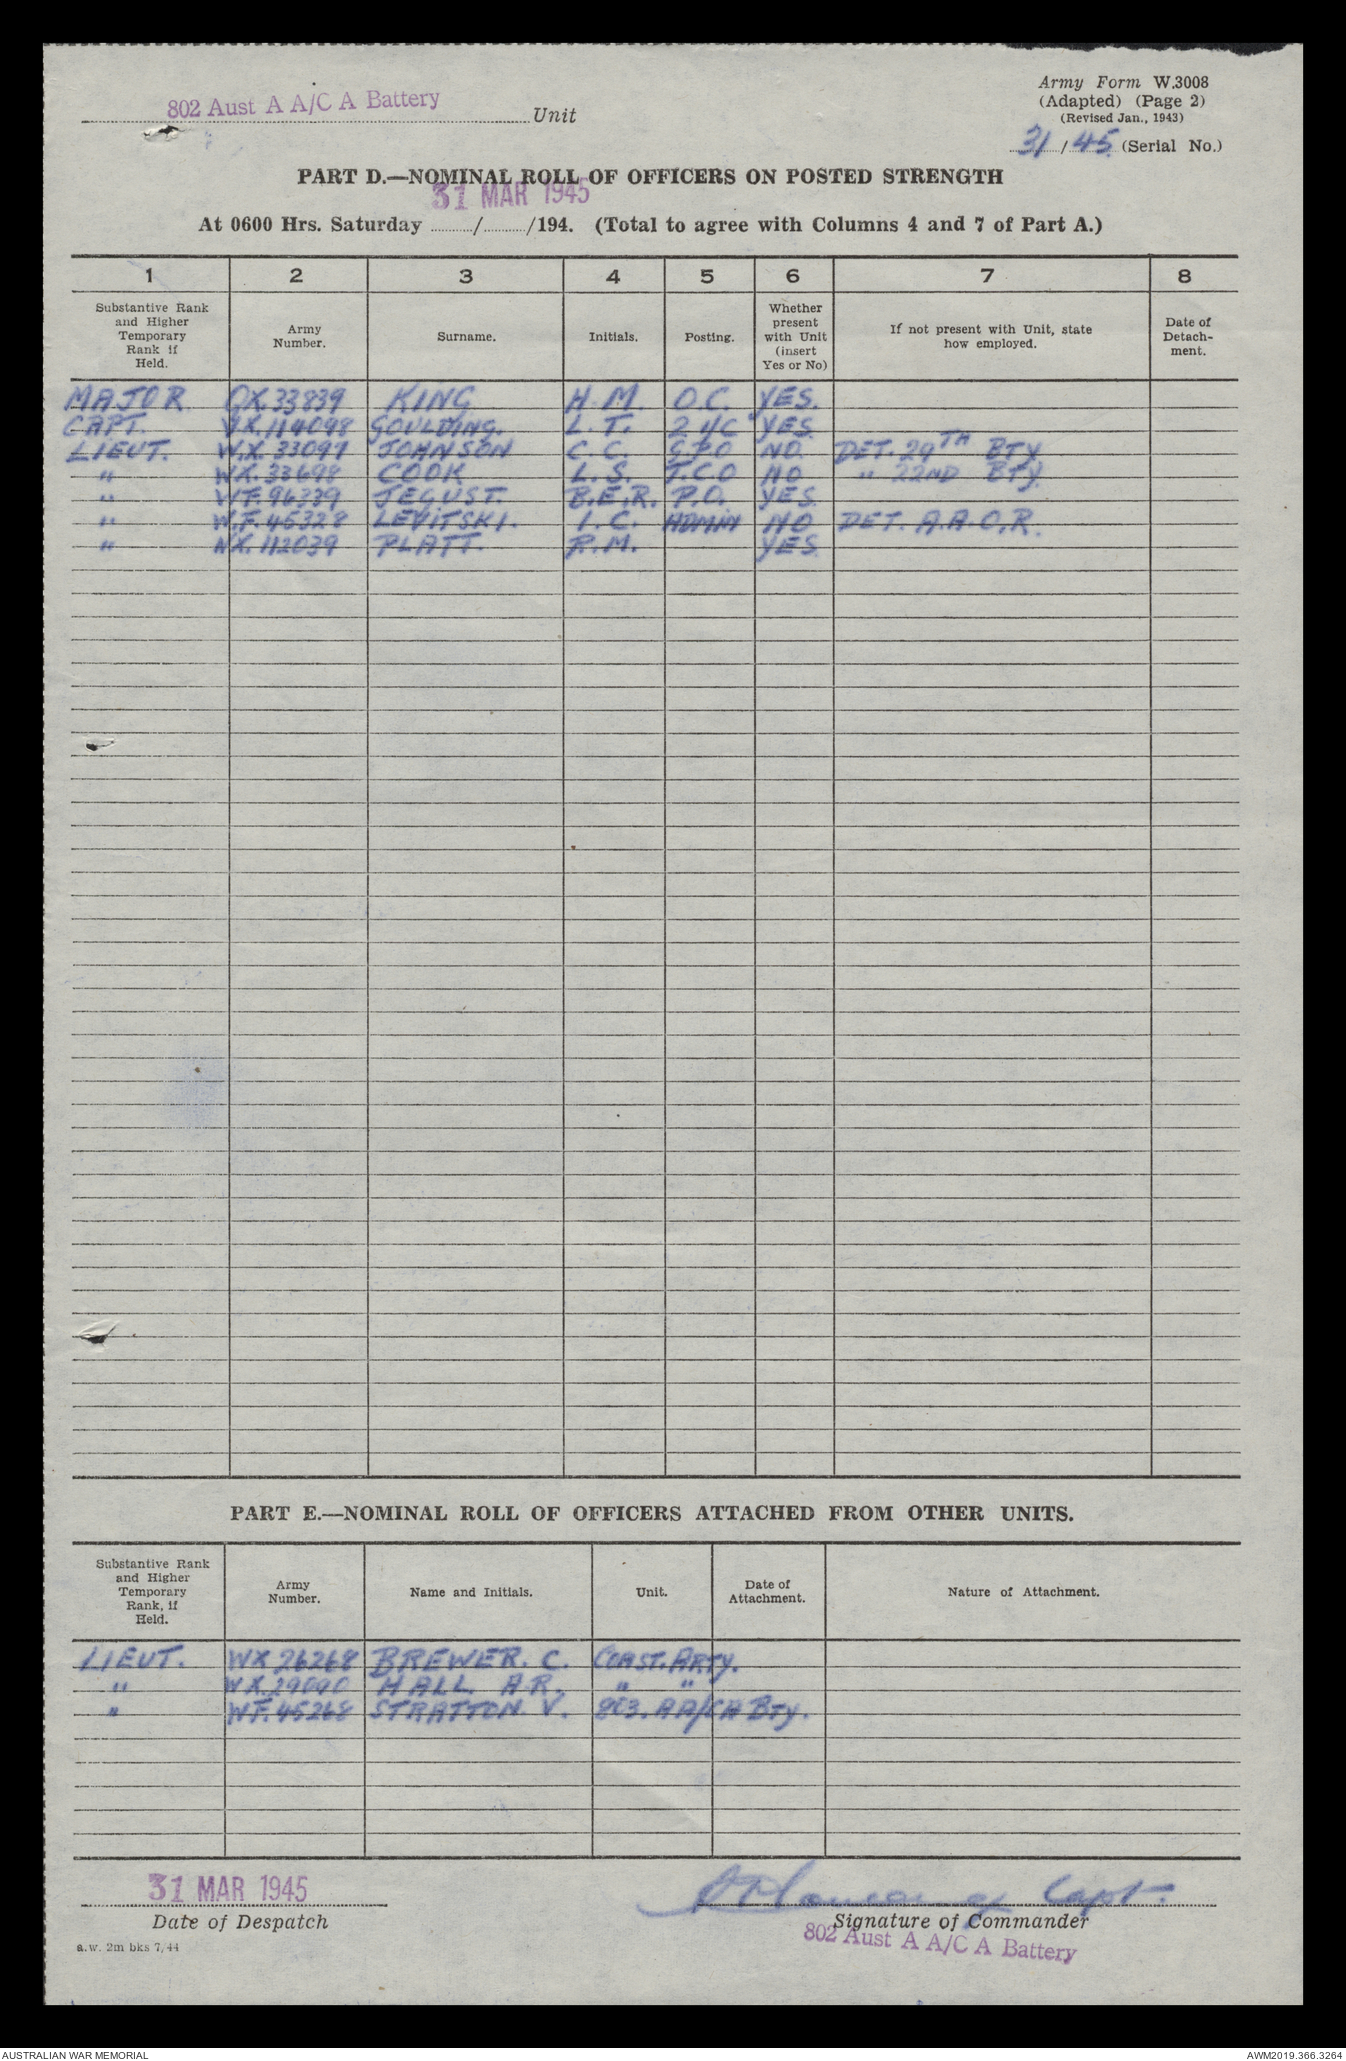 802 Aust A A/C A Battery Unit
Army Form W.3008
(Adapted) (Page 2)
(Revised Jan., 1943)
31/45 (Serial No.)
PART D.—NOMINAL ROLL OF OFFICERS ON POSTED STRENGTH
31 MAR 1945
At 0600 Hrs. Saturday ........../........../194. (Total to agree with Columns 4 and 7 of Part A.)
1 2 3 4 5 6 7 8
Substantive Rank and Higher Temporary Rank if Held. Army Number. Surname. Initials. Posting. Whether present with Unit (insert Yes or No) If not present with Unit, state how employed. Date of Detach-ment.
MAJOR QX.33839 KING H.M. O.C. YES.
CAPT. VX.114098 GOULDING. L.T. 2 I/C YES
LIEUT. W.X. 33097 JOHNSON C.C. G.P.O NO. DET. 29TH BTY
" WX.33698 COOK L.S. T.C.O NO " 22ND BTY.
" WF.96339 JEGUST. B.E.R. P.O. YES
" W.F.45328 LEVITSKI. I.C. ADMIN NO DET. A.A.O.R.
" NX.112039 PLATT. R.M. YES
PART E.—NOMINAL ROLL OF OFFICERS ATTACHED FROM OTHER UNITS.
Substantive Rank and Higher Temporary Rank, if Held. Army Number. Name and Initials. Unit. Date of Attachment. Nature of Attachment.
LIEUT. WX 26268 BREWER. C. COAST. ARTY.
" WX.29090 HALL. A.R. " "
" WF.45268 STRATTON. V. 803. AA/CA BTY.
31 MAR 1945
Capt.
Date of Despatch
Signature of Commander
802 Aust A A/C A Battery
a.w. 2m bks 7/44
AUSTRALIAN WAR MEMORIAL
AWM2019.366.3264